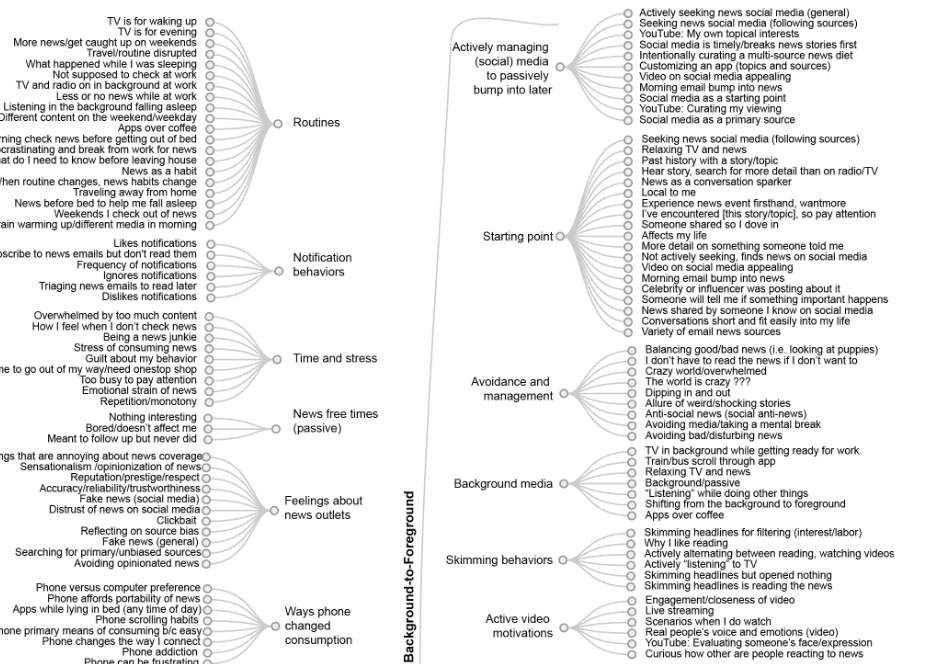 TV is for waking up
TV is for evening
More news/get caught up on weekends
Travel/routine disrupted
What happened while I was sleeping
Not supposed to check at work
TV and radio on in background at work
Less or no news while at work
Listening in the background falling asleep
Different content on the weekend/weekday
Apps over coffee
rning check news before getting out of bed
ocrastinating and break from work for news
at do I need to know before leaving house
News as a habit
When routine changes, news habits change
Traveling away from home
News before bed to help me fall asleep
Weekends I check out of news
rain warming up/different media in morning
Routines
Likes notifications
bscribe to news emails but don't read them
Frequency of notifications
Ignores notifications
Triaging news emails to read later
Dislikes notifications
Notification
behaviors
Overwhelmed by too much content
How I feel when I don't check news
Being a news junkie
Stress of consuming news
Guilt about my behavior
me to go out of my way/need onestop shop
Too busy to pay attention
Emotional strain of news
Repetition/monotony
Time and stress
Nothing interesting
Bored/doesn't affect me
Meant to follow up but never did
News free times
(passive)
ngs that are annoying about news coverage
Sensationalism /opinionization of news
Reputation/prestige/respect
Accuracy/reliability/trustworthiness
Fake news (social media)
Distrust of news on social media
Clickbait
Reflecting on source bias
Fake news (general)
Searching for primary/unbiased sources
Avoiding opinionated news
Feelings about
news outlets
Phone versus computer preference
Phone affords portability of news
Apps while lying in bed (any time of day)
Phone scrolling habits
hone primary means of consuming b/c easy
Phone changes the way I connect
Phone addiction
Phone can be frustrating
Ways phone
changed
consumption
Background-to-Foreground
Actively managing
(social) media
to passively
bump into later
Actively seeking news social media (general)
Seeking news social media (following sources)
YouTube: My own topical interests
Social media is timely/breaks news stories first
Intentionally curating a multi-source news diet
Customizing an app (topics and sources)
Video on social media appealing
Morning email bump into news
Social media as a starting point
YouTube: Curating my viewing
Social media as a primary source
Starting point
Seeking news social media (following sources)
Relaxing TV and news
Past history with a story/topic
Hear story, search for more detail than on radio/TV
News as a conversation sparker
Local to me
Experience news event firsthand, wantmore
I've encountered [this story/topic], so pay attention
Someone shared so I dove in
Affects my life
More detail on something someone told me
Not actively seeking, finds news on social media
Video on social media appealing
Morning email bump into news
Celebrity or influencer was posting about it
Someone will tell me if something important happens
News shared by someone I know on social media
Conversations short and fit easily into my life
Variety of email news sources
Avoidance and
management
Balancing good/bad news (i.e. looking at puppies)
I don't have to read the news if I don't want to
Crazy world/overwhelmed
The world is crazy ???
Dipping in and out
Allure of weird/shocking stories
Anti-social news (social anti-news)
Avoiding media/taking a mental break
Avoiding bad/disturbing news
Background media
TV in background while getting ready for work
Train/bus scroll through app
Relaxing TV and news
Background/passive
"Listening" while doing other things
Shifting from the background to foreground
Apps over coffee
Skimming behaviors
Skimming headlines for filtering (interest/labor)
Why I like reading
Actively alternating between reading, watching videos
Actively "listening" to TV
Skimming headlines but opened nothing
Skimming headlines is reading the news
Active video
motivations
Engagement/closeness of video
Live streaming
Scenarios when I do watch
Real people's voice and emotions (video)
YouTube: Evaluating someone's face/expression
Curious how other are people reacting to news